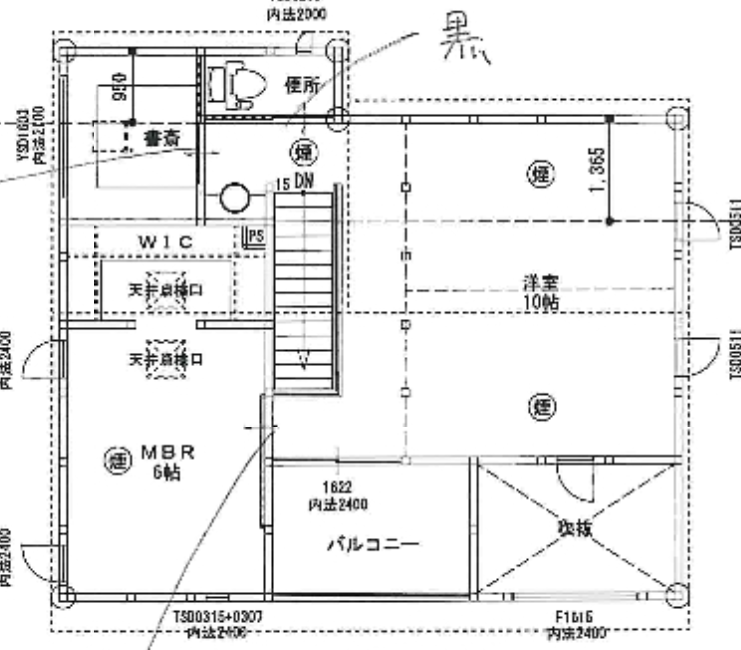 内法2000
黒い
便所
950
YSD1603
内法2000
書斎
煙
煙
1,365
15 DN
TSD0511
WIC
PS
天井点検口
洋室
10帖
内法2400
天井点検口
TSD0511
煙
煙
MBR
6帖
1622
内法2400
バルコニー
吹抜
内法2400
TSD0315+0307
内法2400
F1616
内法2400